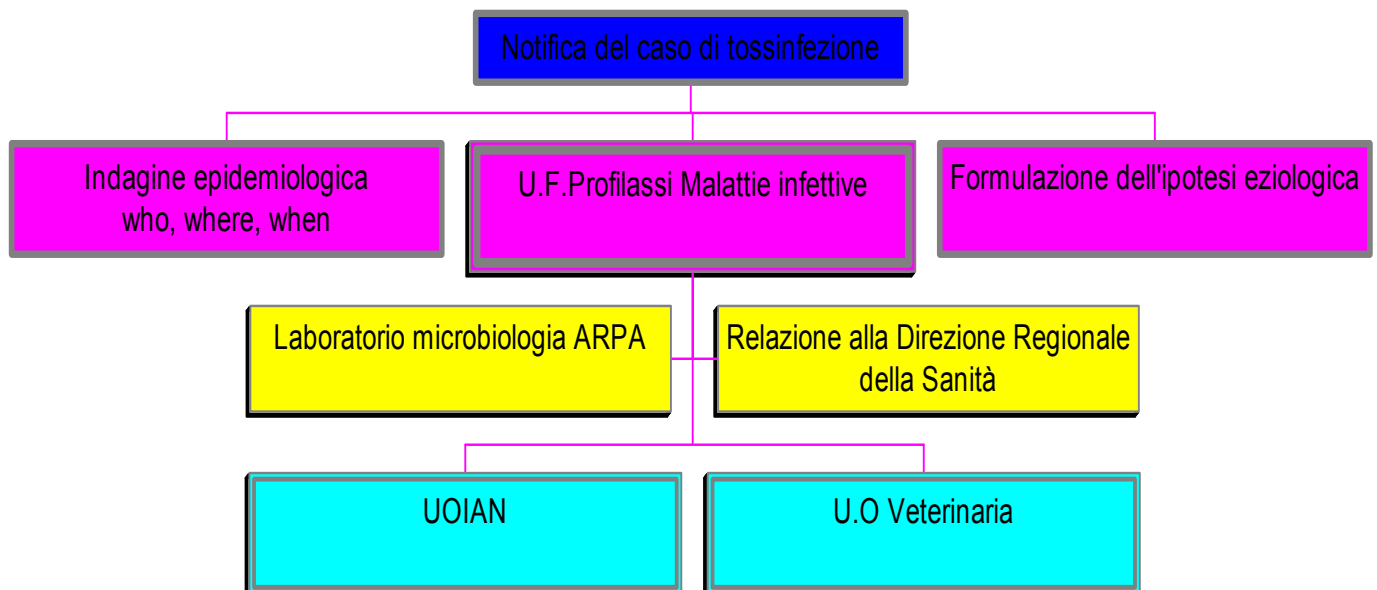 Notifica del caso di tossinfezione
Indagine epidemiologica
who, where, when
U.F.Profilassi Malattie infettive
Formulazione dell'ipotesi eziologica
Laboratorio microbiologia ARPA
Relazione alla Direzione Regionale
della Sanità
UOIAN
U.O Veterinaria